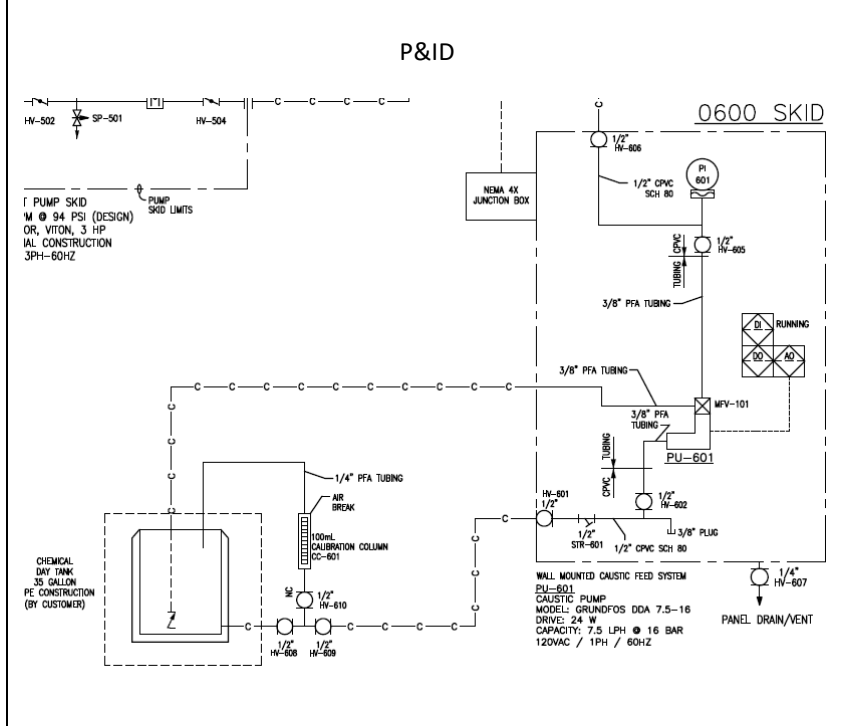 P&ID
0600 SKID
HV-502
SP-501
HV-504
C
C
C
C
C
1/2"
HV-606
PI
601
1/2" CPVC
SCH 80
NEMA 4X
JUNCTION BOX
PUMP
SKID LIMITS
T PUMP SKID
PM @ 94 PSI (DESIGN)
OR, VITON, 3 HP
IAL CONSTRUCTION
3PH-60HZ
1/2"
HV-605
CPVC
TUBING
3/8" PFA TUBING
DI
RUNNING
DO
AO
3/8" PFA TUBING
C
C
C
C
C
C
C
C
C
C
C
C
C
C
MFV-101
3/8" PFA
TUBING
PU-601
TUBING
CPVC
1/2"
HV-602
1/4" PFA TUBING
AIR
BREAK
100mL
CALIBRATION COLUMN
CC-601
HV-601
1/2"
C
1/2"
STR-601
1/2" CPVC SCH 80
3/8" PLUG
CHEMICAL
DAY TANK
35 GALLON
PE CONSTRUCTION
(BY CUSTOMER)
NC
1/2"
HV-610
C
C
C
C
C
C
C
C
1/2"
HV-608
1/2"
HV-609
WALL MOUNTED CAUSTIC FEED SYSTEM
PU-601
CAUSTIC PUMP
MODEL: GRUNDFOS DDA 7.5-16
DRIVE: 24 W
CAPACITY: 7.5 LPH @ 16 BAR
120VAC / 1PH / 60HZ
1/4"
HV-607
PANEL DRAIN/VENT